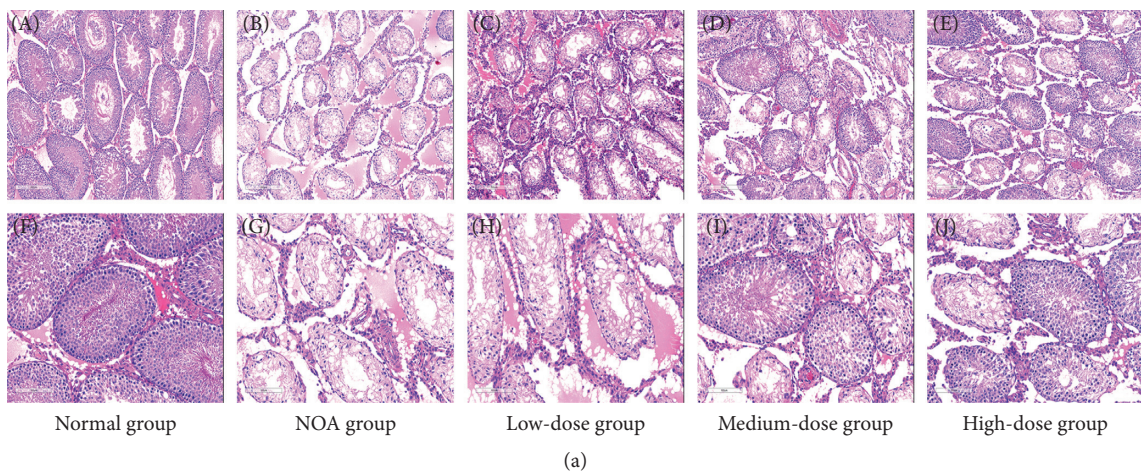 (A) (B) (C) (D) (E)
(F) (G) (H) (I) (J)
Normal group NOA group Low-dose group Medium-dose group High-dose group
(a)